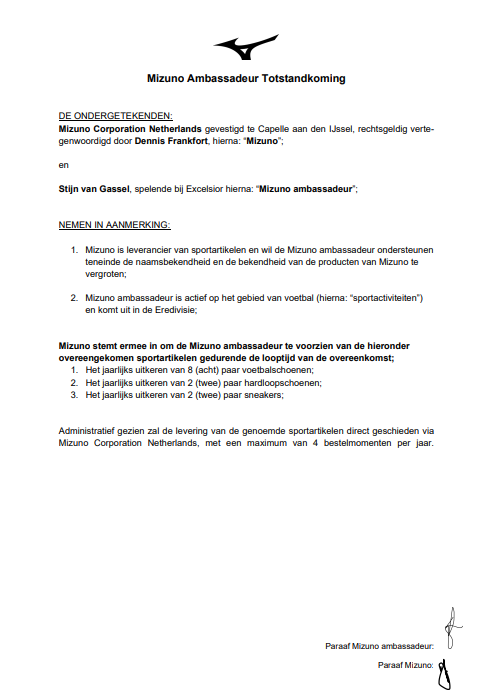 Mizuno Ambassadeur Totstandkoming
DE ONDERGETEKENDEN:
Mizuno Corporation Netherlands gevestigd te Capelle aan den IJssel, rechtsgeldig verte-
genwoordigd door Dennis Frankfort, hierna: “Mizuno”;
en
Stijn van Gassel, spelende bij Excelsior hierna: “Mizuno ambassadeur”;
NEMEN IN AANMERKING:
1. Mizuno is leverancier van sportartikelen en wil de Mizuno ambassadeur ondersteunen
teneinde de naamsbekendheid en de bekendheid van de producten van Mizuno te
vergroten;
2. Mizuno ambassadeur is actief op het gebied van voetbal (hierna: “sportactiviteiten”)
en komt uit in de Eredivisie;
Mizuno stemt ermee in om de Mizuno ambassadeur te voorzien van de hieronder
overeengekomen sportartikelen gedurende de looptijd van de overeenkomst;
1. Het jaarlijks uitkeren van 8 (acht) paar voetbalschoenen;
2. Het jaarlijks uitkeren van 2 (twee) paar hardloopschoenen;
3. Het jaarlijks uitkeren van 2 (twee) paar sneakers;
Administratief gezien zal de levering van de genoemde sportartikelen direct geschieden via
Mizuno Corporation Netherlands, met een maximum van 4 bestelmomenten per jaar.
Paraaf Mizuno ambassadeur:
Paraaf Mizuno: